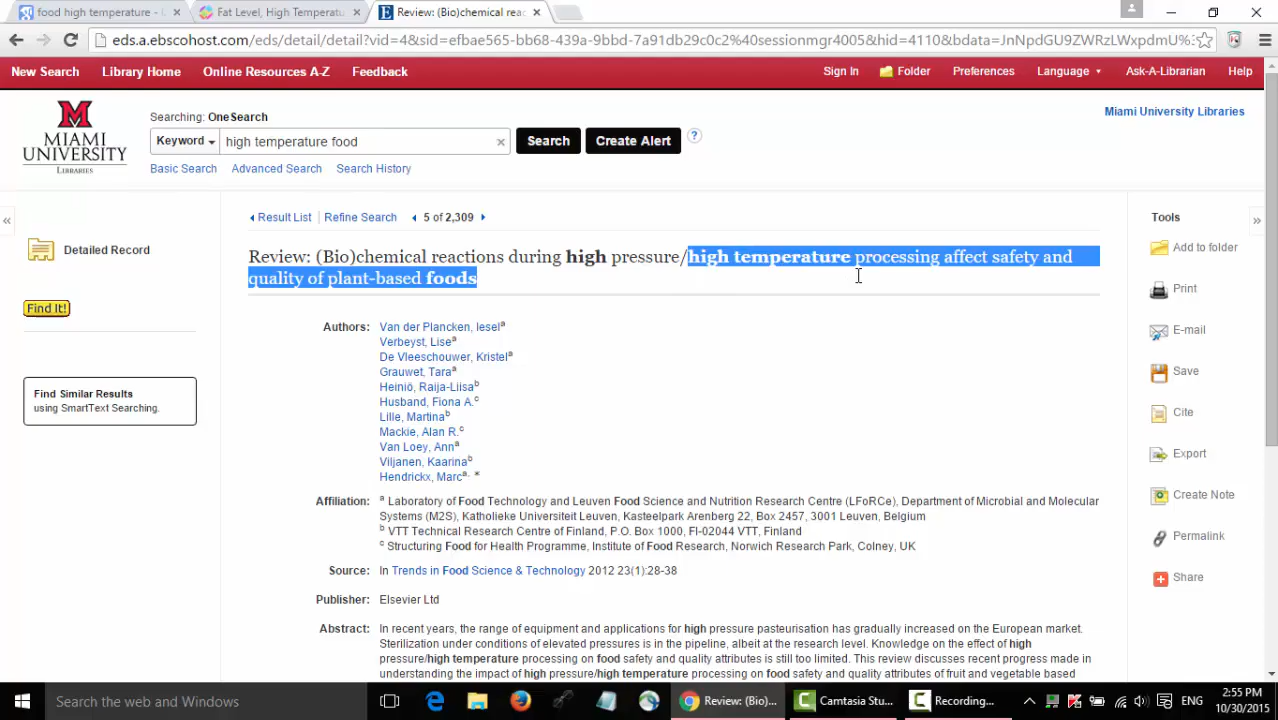 food high temperature -
Fat Level, High Temperatu
Review: (Bio)chemical reac
eds.a.ebscohost.com/eds/detail/detail?vid=4&sid=efbae565-bb68-439a-9bbd-7a91db29c0c2%40sessionmgr4005&hid=4110&bdata=JnNpdGU9ZWRzLWxpdmU%
New Search Library Home Online Resources A-Z Feedback Sign In Folder Preferences Language Ask-A-Librarian Help
Miami University Libraries
Searching: OneSearch
MIAMI
UNIVERSITY
LIBRARIES
Keyword high temperature food Search Create Alert ?
Basic Search Advanced Search Search History
« Result List Refine Search 5 of 2,309 »
Detailed Record
Find It!
Find Similar Results
using SmartText Searching.
Review: (Bio)chemical reactions during high pressure/high temperature processing affect safety and
quality of plant-based foods
Authors: Van der Plancken, Iesel a
Verbeyst, Lise a
De Vleeschouwer, Kristel a
Grauwet, Tara a
Heiniö, Raija-Liisa b
Husband, Fiona A. c
Lille, Martina b
Mackie, Alan R. c
Van Loey, Ann a
Viljanen, Kaarina b
Hendrickx, Marc a, *
Affiliation: a Laboratory of Food Technology and Leuven Food Science and Nutrition Research Centre (LFoRCe), Department of Microbial and Molecular
Systems (M2S), Katholieke Universiteit Leuven, Kasteelpark Arenberg 22, Box 2457, 3001 Leuven, Belgium
b VTT Technical Research Centre of Finland, P.O. Box 1000, FI-02044 VTT, Finland
c Structuring Food for Health Programme, Institute of Food Research, Norwich Research Park, Colney, UK
Source: In Trends in Food Science & Technology 2012 23(1):28-38
Publisher: Elsevier Ltd
Abstract: In recent years, the range of equipment and applications for high pressure pasteurisation has gradually increased on the European market.
Sterilization under conditions of elevated pressures is in the pipeline, albeit at the research level. Knowledge on the effect of high
pressure/high temperature processing on food safety and quality attributes is still too limited. This review discusses recent progress made in
understanding the impact of high pressure/high temperature processing on food safety and quality attributes of fruit and vegetable based
Tools
Add to folder
Print
E-mail
Save
Cite
Export
Create Note
Permalink
Share
Search the web and Windows
Review: (Bio)...
Camtasia Stu...
Recording...
ENG
2:55 PM
10/30/2015